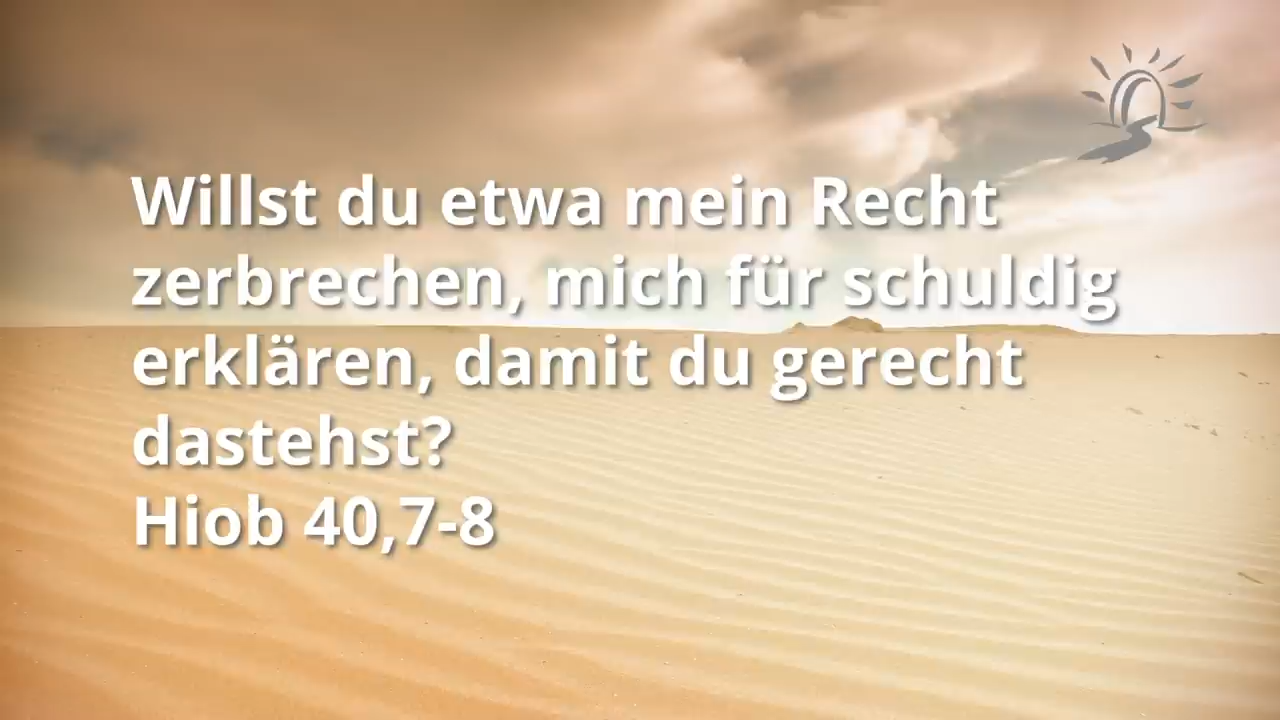 Willst du etwa mein Recht
zerbrechen, mich für schuldig
erklären, damit du gerecht
dastehst?
Hiob 40,7-8